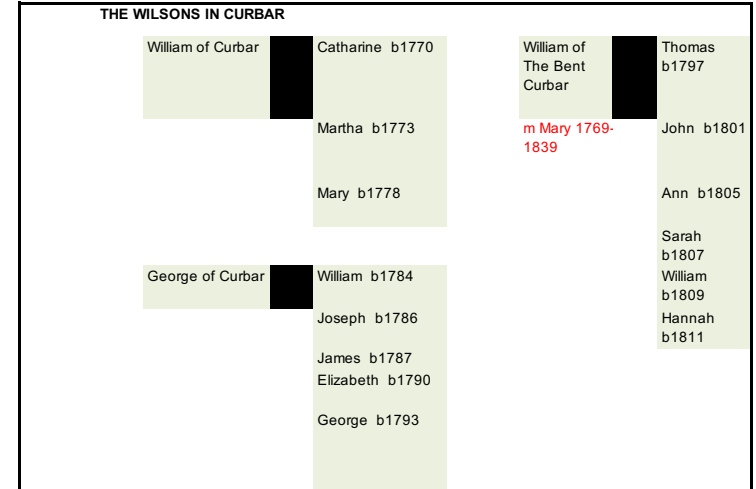 THE WILSONS IN CURBAR
William of Curbar
Catharine b1770
Martha b1773
Mary b1778
George of Curbar
William b1784
Joseph b1786
James b1787
Elizabeth b1790
George b1793
William of
The Bent
Curbar
m Mary 1769-
1839
Thomas
b1797
John b1801
Ann b1805
Sarah
b1807
William
b1809
Hannah
b1811